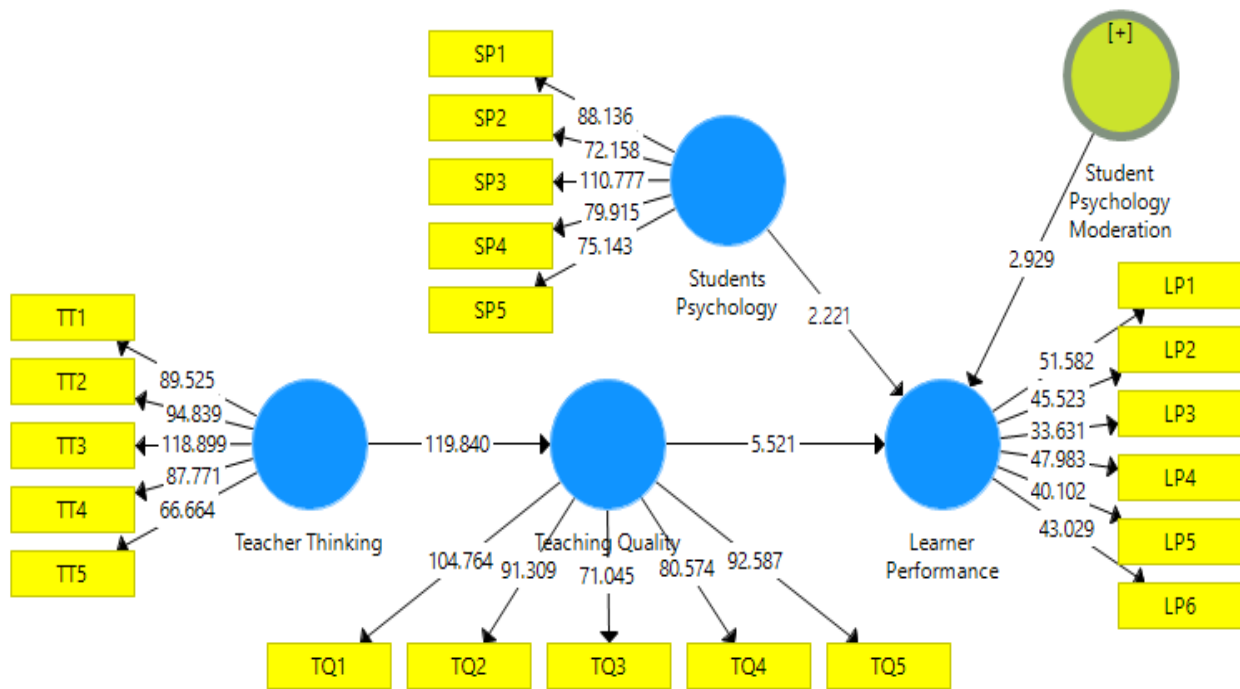 [+]
SP1
SP2
SP3
SP4
SP5
88.136
72.158
110.777
79.915
75.143
Students
Psychology
Student
Psychology
Moderation
2.929
2.221
TT1
TT2
TT3
TT4
TT5
89.525
94.839
118.899
87.771
66.664
Teacher Thinking
119.840
Teaching Quality
5.521
Learner
Performance
LP1
LP2
LP3
LP4
LP5
LP6
51.582
45.523
33.631
47.983
40.102
43.029
104.764
91.309
71.045
80.574
92.587
TQ1
TQ2
TQ3
TQ4
TQ5